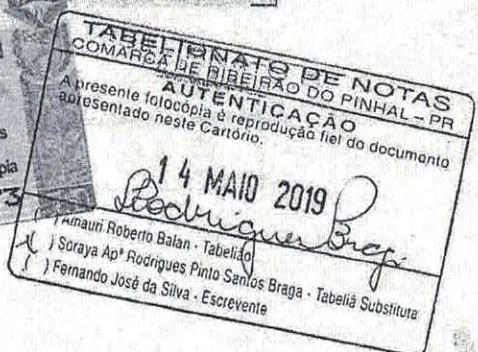 TABELIONATO DE NOTAS
COMARCA DE RIBEIRÃO DO PINHAL - PR
AUTENTICAÇÃO
A presente fotocópia é reprodução fiel do documento
apresentado neste Cartório.
14 MAIO 2019
Rodrigues Braga
( ) Amauri Roberto Balan - Tabelião
( ) Soraya Apª Rodrigues Pinto Santos Braga - Tabeliã Substituta
( ) Fernando José da Silva - Escrevente